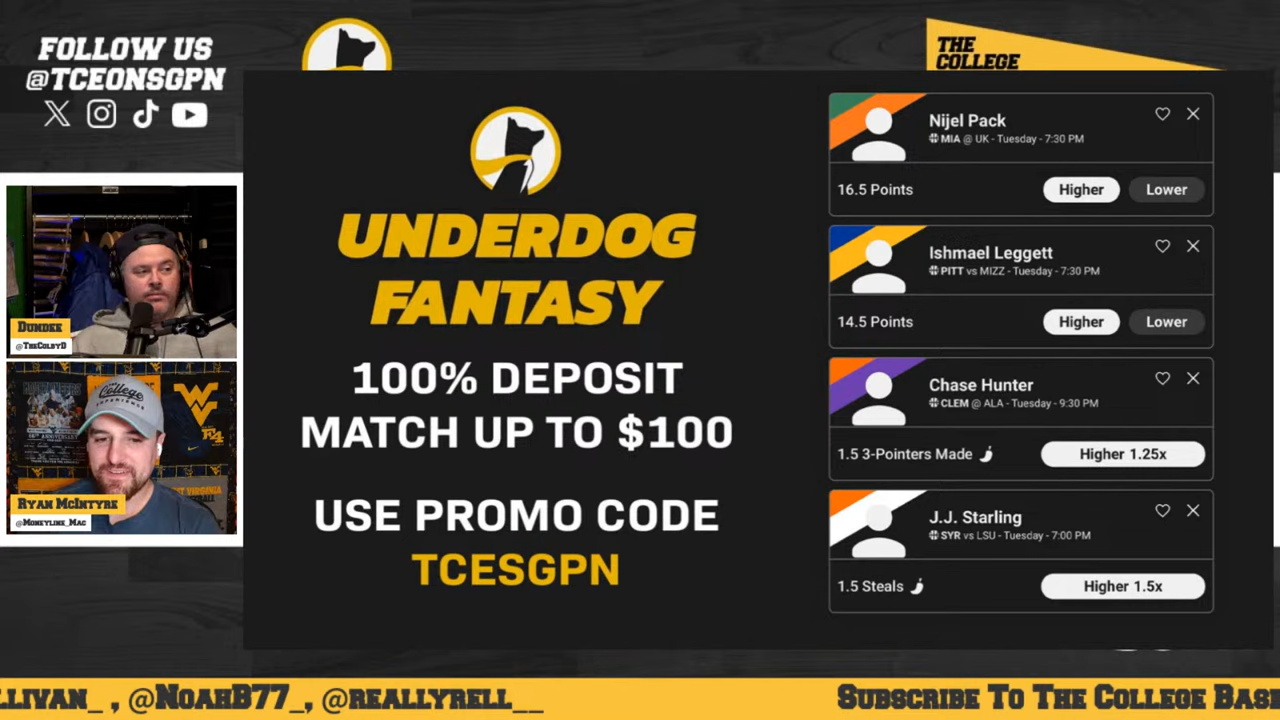 FOLLOW US
@TCEONSGPN
THE
COLLEGE
UNDERDOG
FANTASY
100% DEPOSIT
MATCH UP TO $100
USE PROMO CODE
TCESGPN
Nijel Pack
MIA @ UK - Tuesday - 7:30 PM
16.5 Points
Higher
Lower
Ishmael Leggett
PITT vs MIZZ - Tuesday - 7:30 PM
14.5 Points
Higher
Lower
Chase Hunter
CLEM @ ALA - Tuesday - 9:30 PM
1.5 3-Pointers Made
Higher 1.25x
J.J. Starling
SYR vs LSU - Tuesday - 7:00 PM
1.5 Steals
Higher 1.5x
Dundee
@TheColbyD
College
WV
Ryan McIntyre
@Moneyline_Mac
LLIVAN_ , @NoahB77_, @reallyrell__
Subscribe To The College Bas